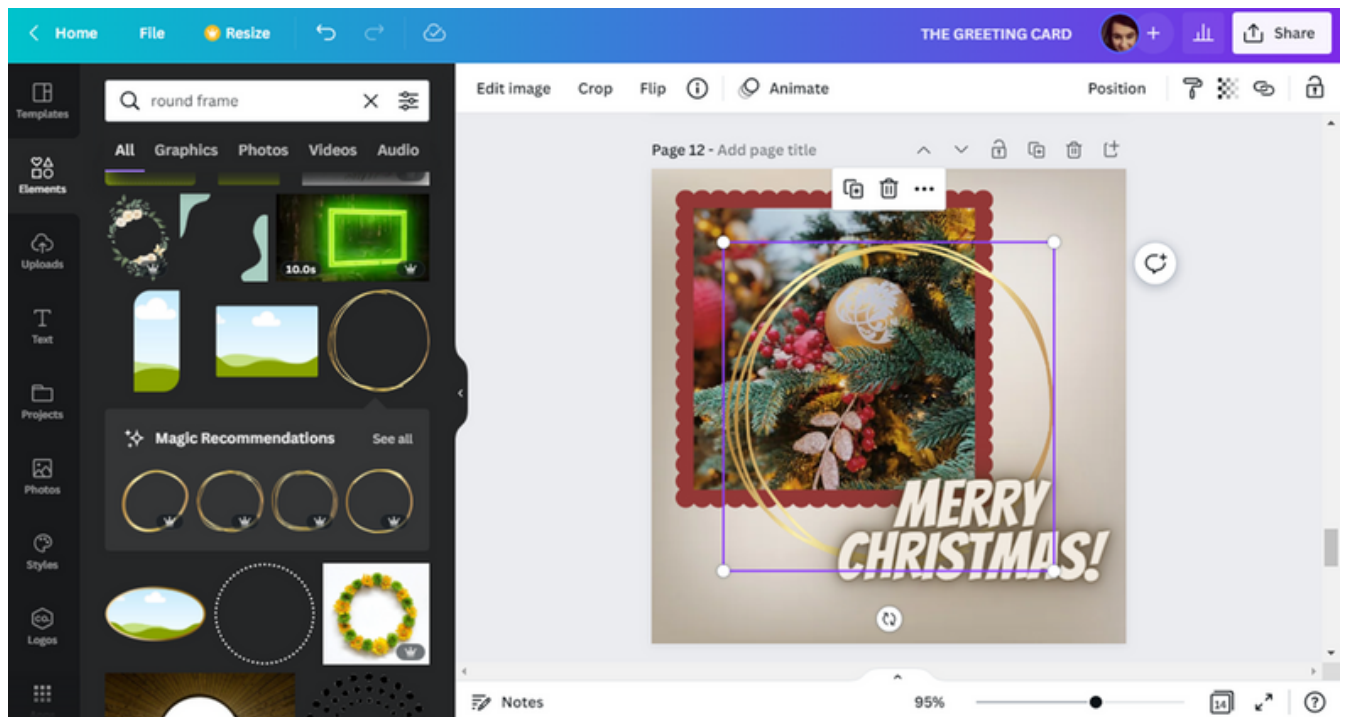 Home File Resize THE GREETING CARD + Share
Templates
Elements
Uploads
Text
Projects
Photos
Styles
CO.
Logos
round frame
All Graphics Photos Videos Audio
10.0s
Magic Recommendations See all
Edit image Crop Flip Animate Position
Page 12 - Add page title
MERRY
CHRISTMAS!
Notes 95% 14 ?